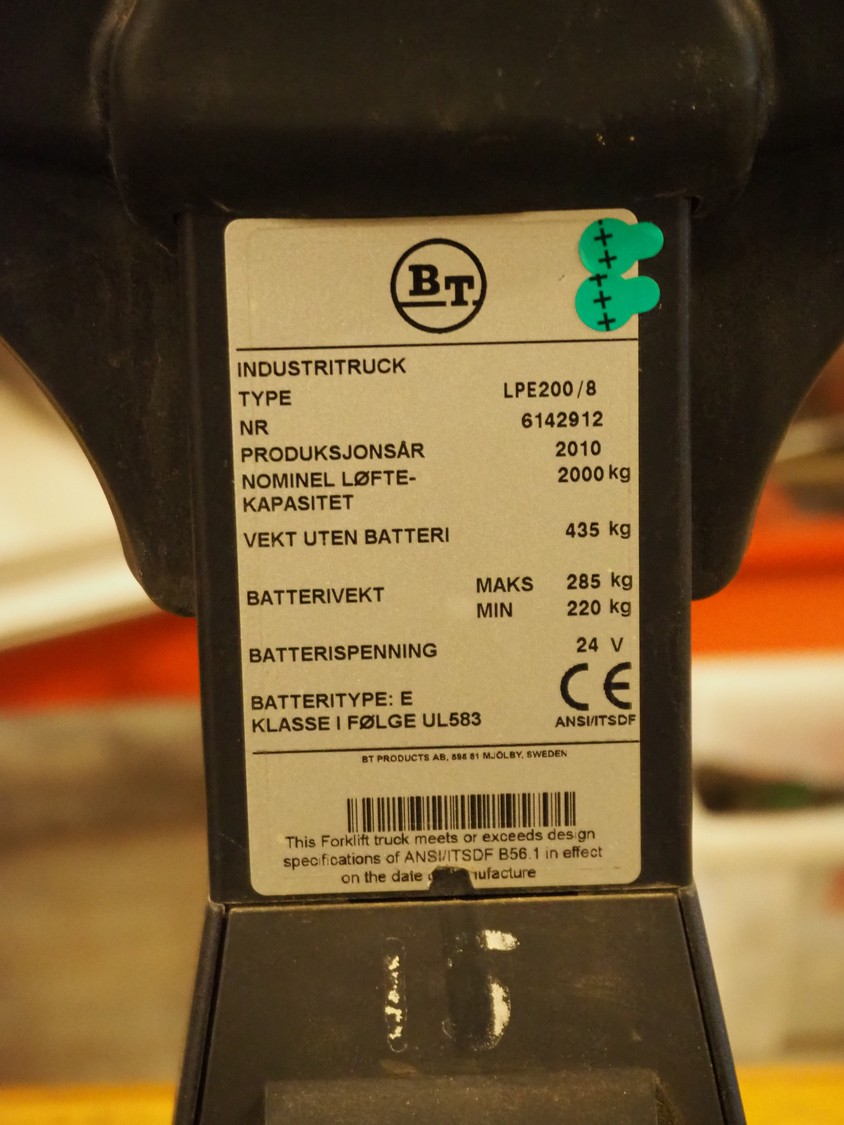 BT
INDUSTRITRUCK
TYPE LPE200/8
NR 6142912
PRODUKSJONSÅR 2010
NOMINEL LØFTE- 2000 kg
KAPASITET
VEKT UTEN BATTERI 435 kg
BATTERIVEKT MAKS 285 kg
MIN 220 kg
BATTERISPENNING 24 V
CE
BATTERITYPE: E
KLASSE I FØLGE UL583 ANSI/ITSDF
BT PRODUCTS AB, 595 81 MJÖLBY, SWEDEN
This Forklift truck meets or exceeds design
specifications of ANSI/ITSDF B56.1 in effect
on the date